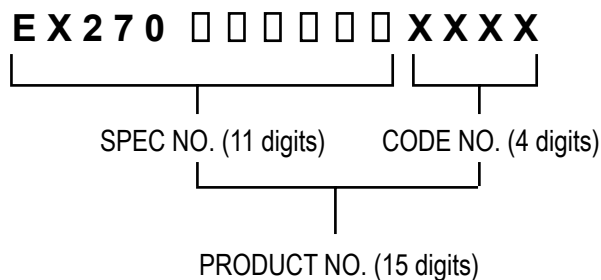 EX270 □□□□□□ XXXX
SPEC NO. (11 digits) CODE NO. (4 digits)
PRODUCT NO. (15 digits)